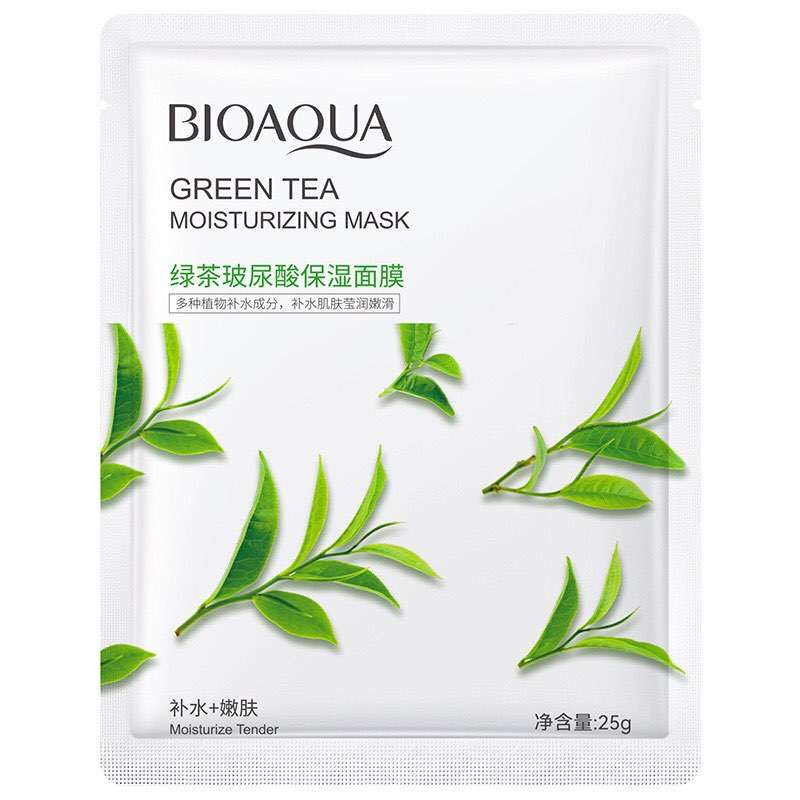 BIOAQUA
GREEN TEA
MOISTURIZING MASK
绿茶玻尿酸保湿面膜
多种植物补水成分，补水肌肤莹润嫩滑
补水+嫩肤
Moisturize Tender
净含量:25g